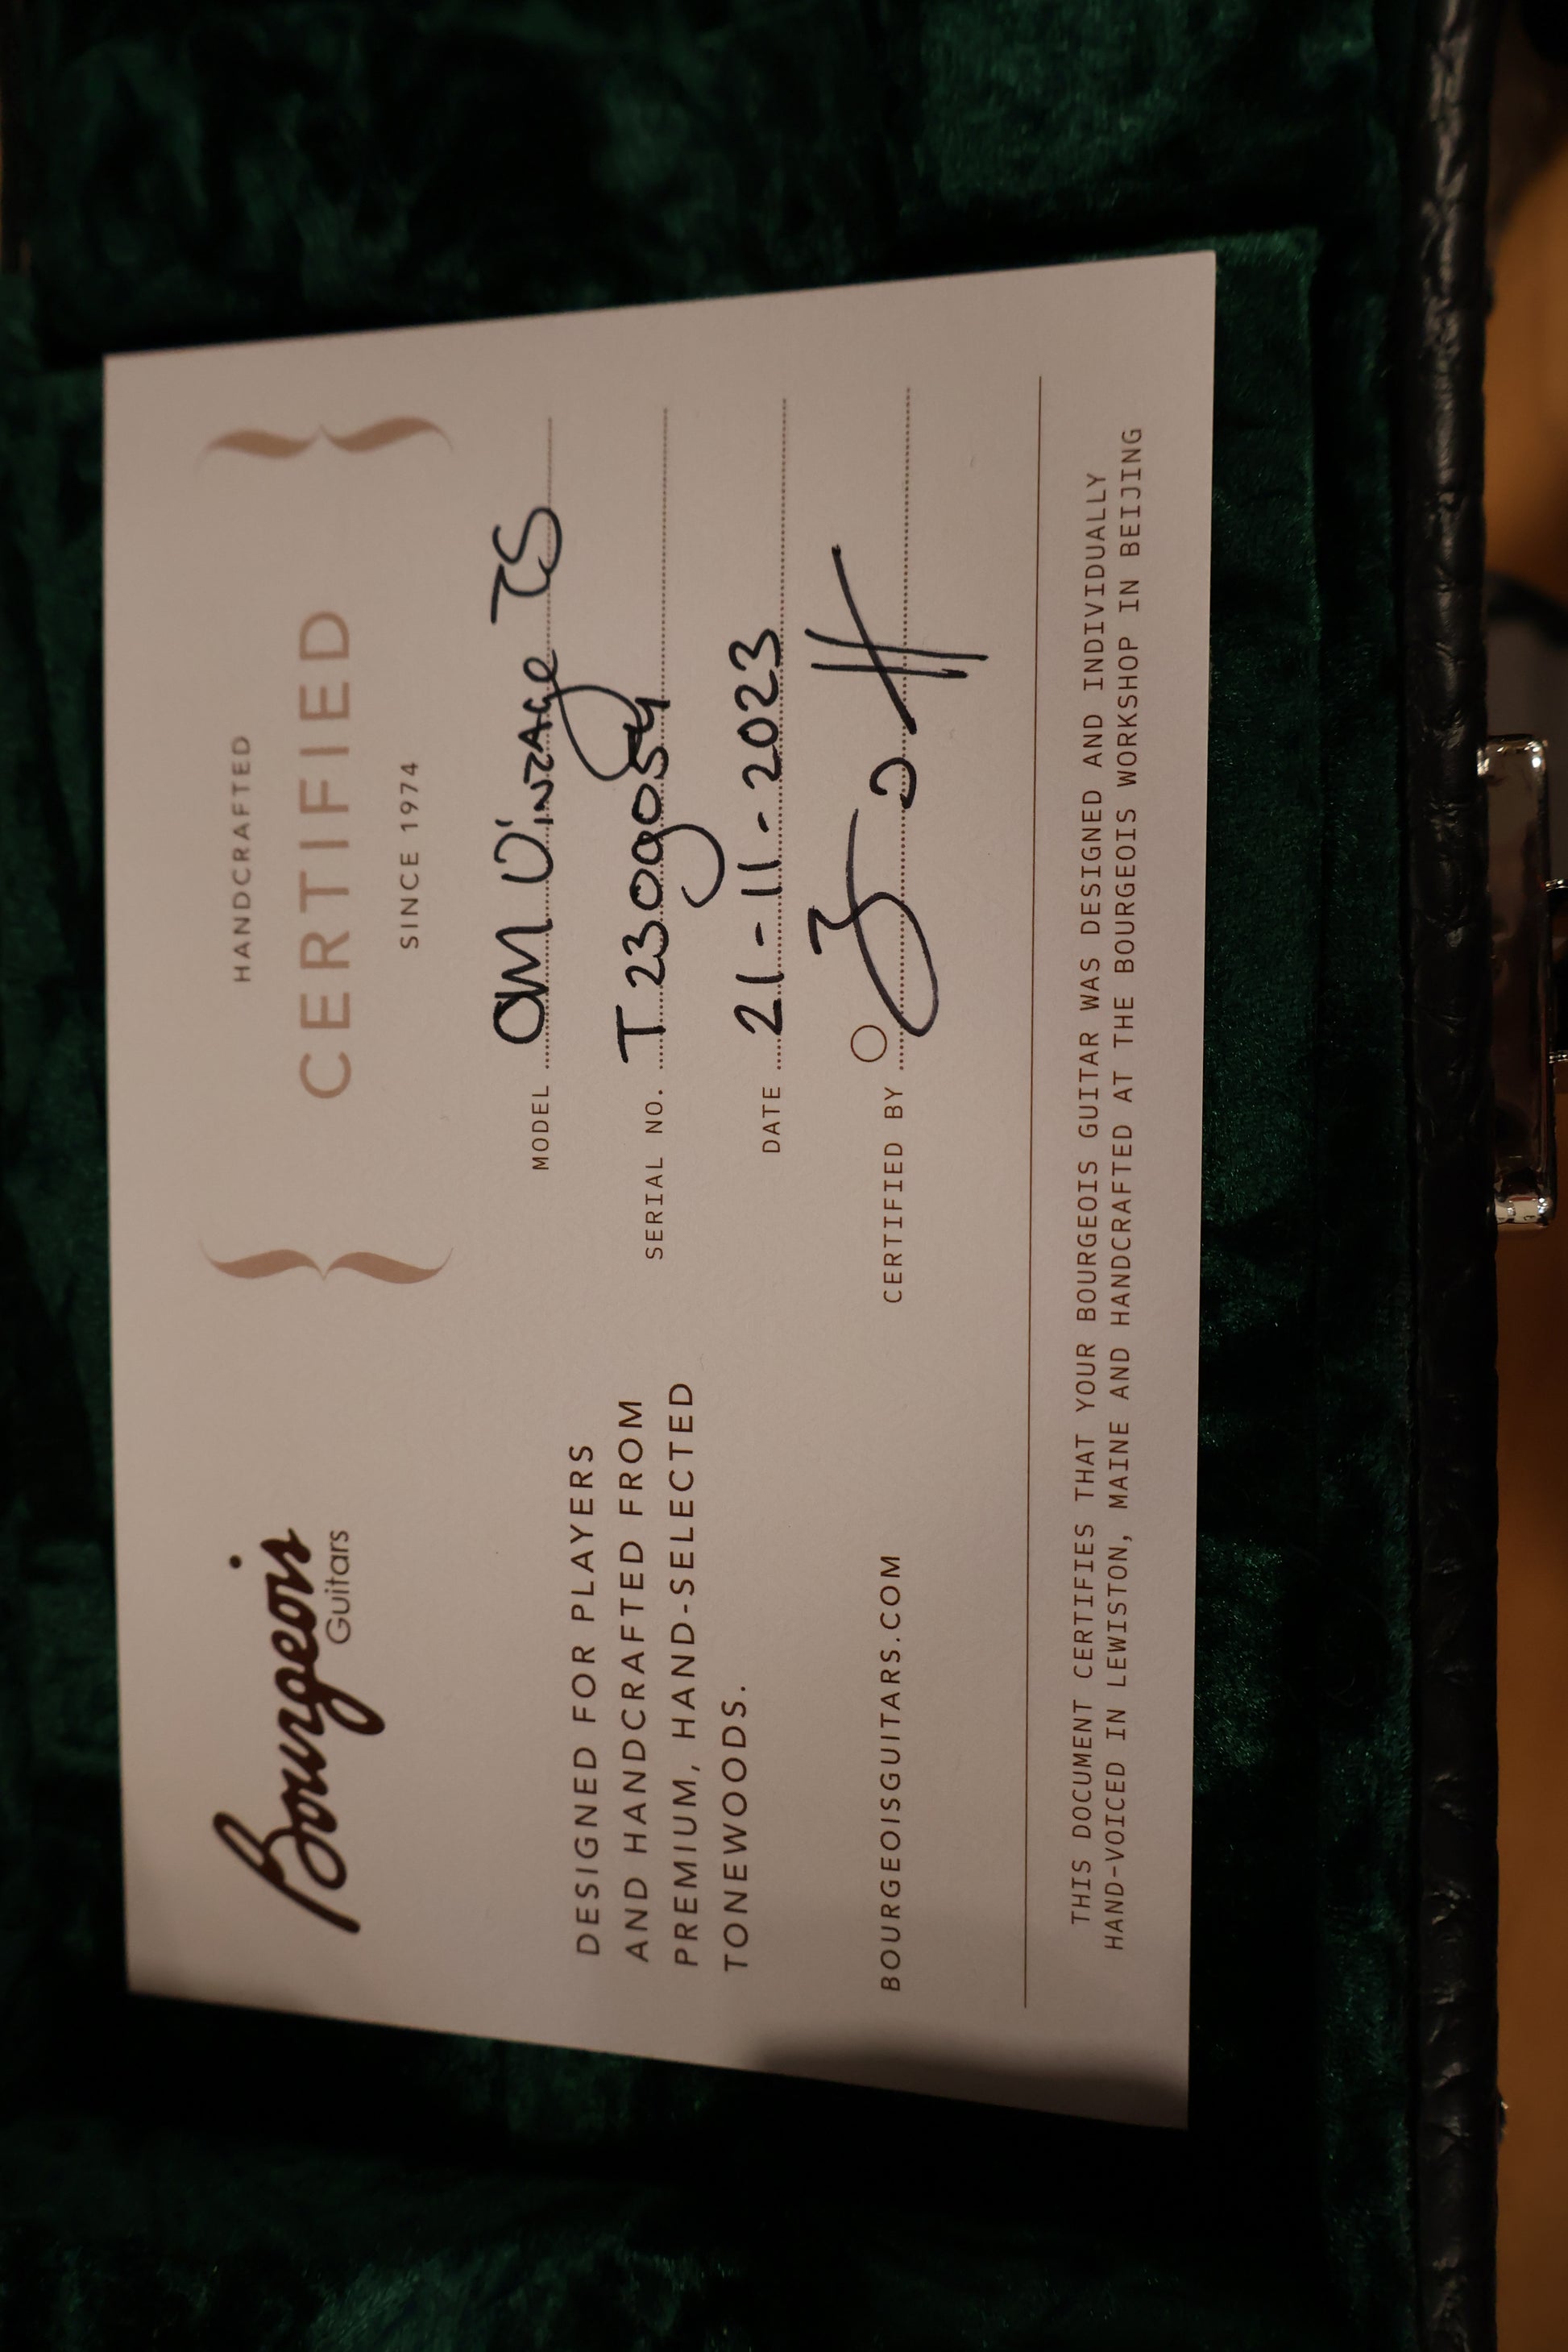 Bourgeois
Guitars
DESIGNED FOR PLAYERS
AND HANDCRAFTED FROM
PREMIUM, HAND-SELECTED
TONEWOODS.
BOURGEOISGUITARS.COM
HANDCRAFTED
CERTIFIED
SINCE 1974
MODEL OM Vintage TS
SERIAL NO. T2309054
DATE 21-11-2023
CERTIFIED BY
THIS DOCUMENT CERTIFIES THAT YOUR BOURGEOIS GUITAR WAS DESIGNED AND INDIVIDUALLY
HAND-VOICED IN LEWISTON, MAINE AND HANDCRAFTED AT THE BOURGEOIS WORKSHOP IN BEIJING